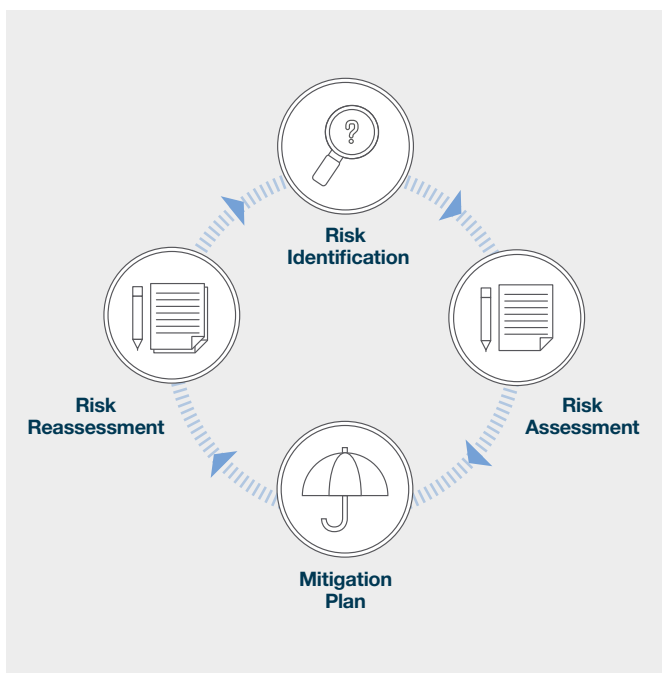 ?
Risk
Identification
Risk
Reassessment
Risk
Assessment
Mitigation
Plan